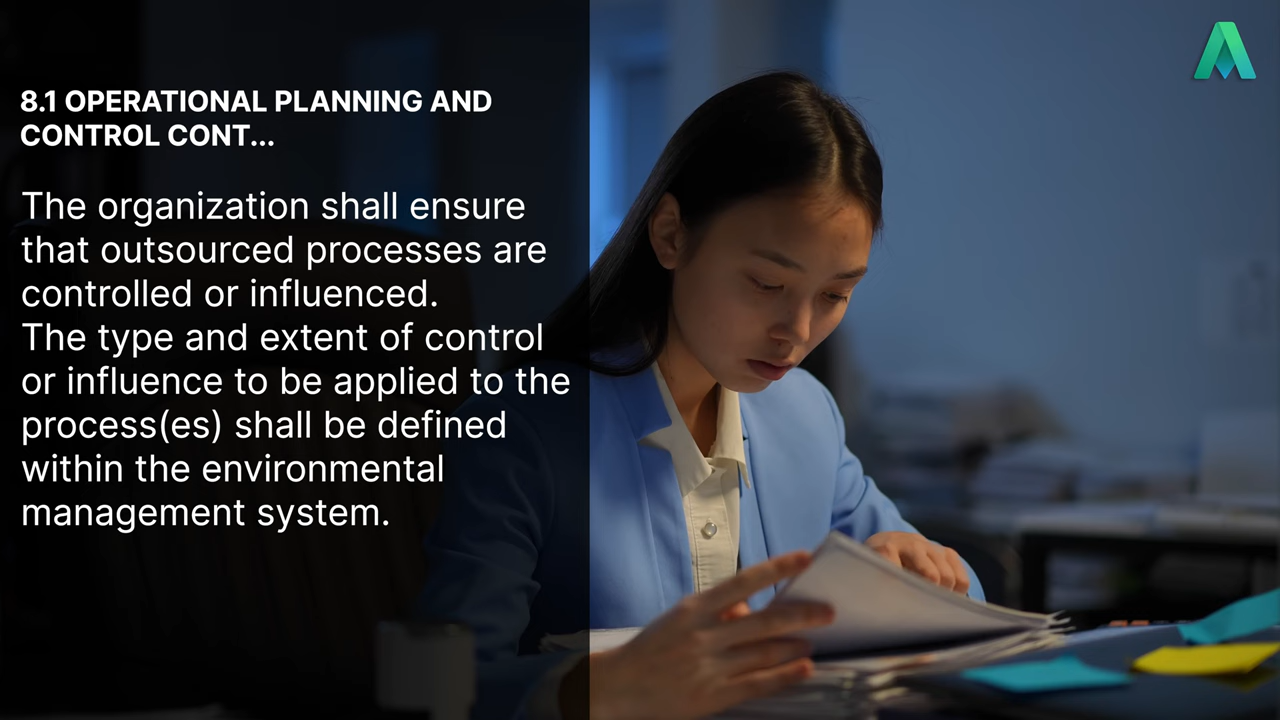 8.1 OPERATIONAL PLANNING AND
CONTROL CONT...
The organization shall ensure
that outsourced processes are
controlled or influenced.
The type and extent of control
or influence to be applied to the
process(es) shall be defined
within the environmental
management system.